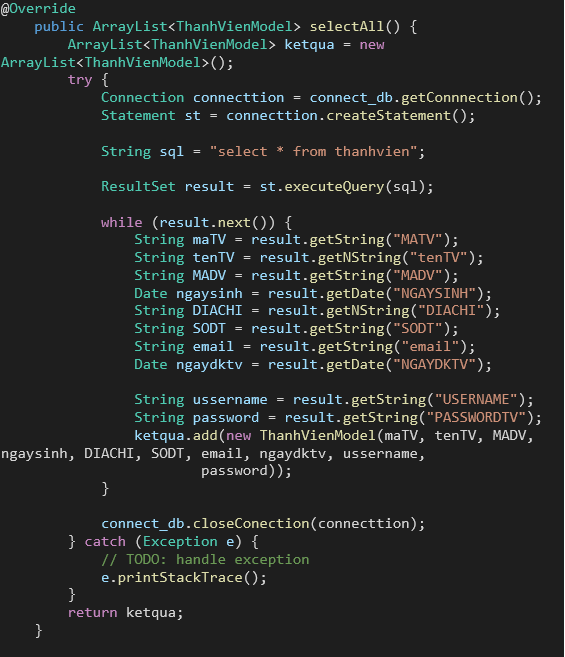 @Override
    public ArrayList<ThanhVienModel> selectAll() {
        ArrayList<ThanhVienModel> ketqua = new
ArrayList<ThanhVienModel>();
        try {
            Connection connecttion = connect_db.getConnnection();
            Statement st = connecttion.createStatement();

            String sql = "select * from thanhvien";

            ResultSet result = st.executeQuery(sql);

            while (result.next()) {
                String maTV = result.getString("MATV");
                String tenTV = result.getNString("tenTV");
                String MADV = result.getString("MADV");
                Date ngaysinh = result.getDate("NGAYSINH");
                String DIACHI = result.getNString("DIACHI");
                String SODT = result.getString("SODT");
                String email = result.getString("email");
                Date ngaydktv = result.getDate("NGAYDKTV");

                String ussername = result.getString("USERNAME");
                String password = result.getString("PASSWORDTV");
                ketqua.add(new ThanhVienModel(maTV, tenTV, MADV,
ngaysinh, DIACHI, SODT, email, ngaydktv, ussername,
                        password));
            }

            connect_db.closeConection(connecttion);
        } catch (Exception e) {
            // TODO: handle exception
            e.printStackTrace();
        }
        return ketqua;
    }